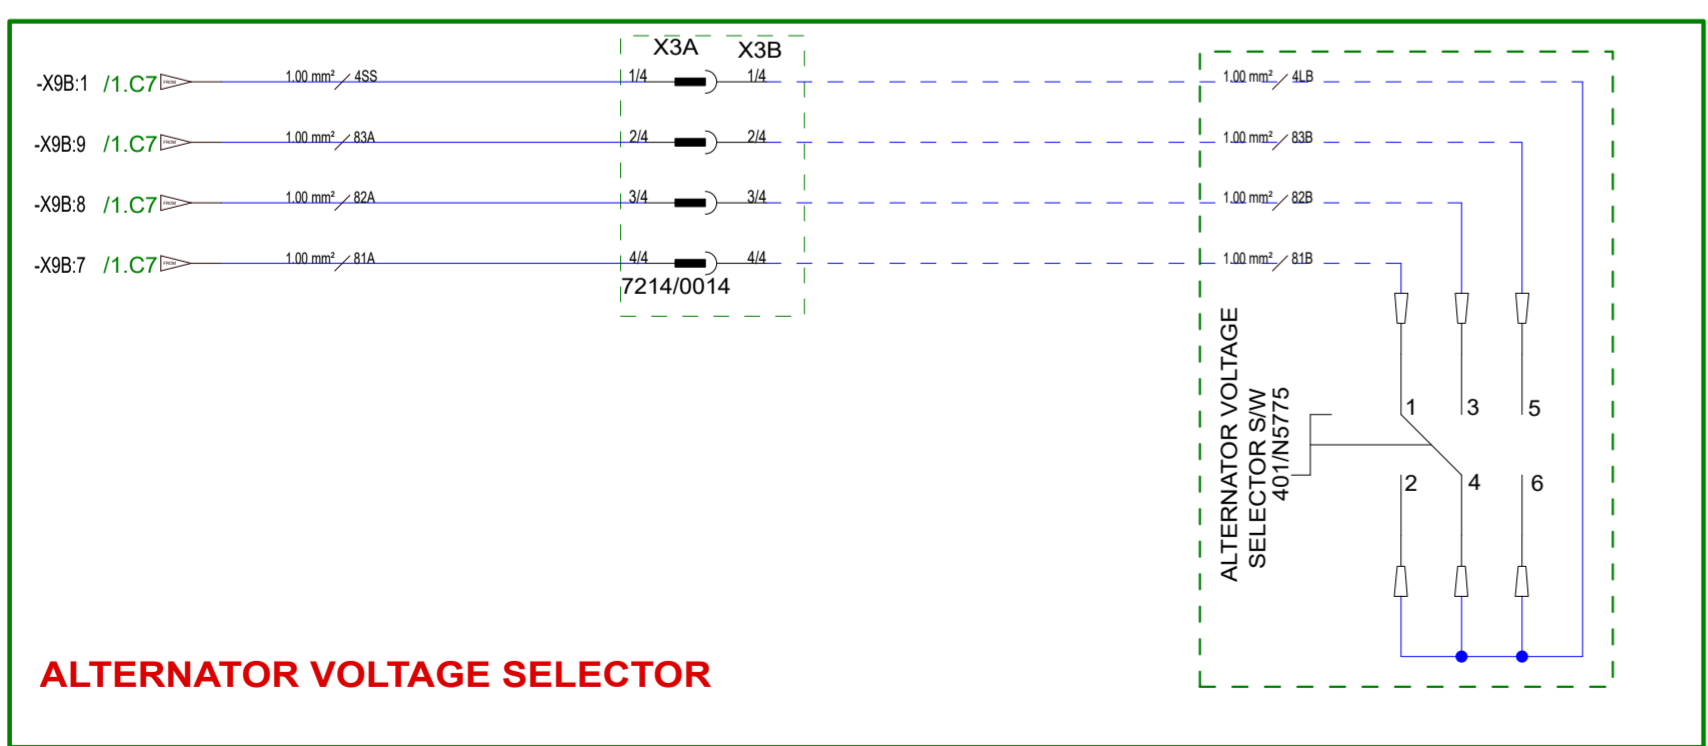 X3A X3B
-X9B:1 /1.C7 FROM 1.00 mm² 4SS 1/4 1/4 1.00 mm² 4LB
-X9B:9 /1.C7 FROM 1.00 mm² 83A 2/4 2/4 1.00 mm² 83B
-X9B:8 /1.C7 FROM 1.00 mm² 82A 3/4 3/4 1.00 mm² 82B
-X9B:7 /1.C7 FROM 1.00 mm² 81A 4/4 4/4 1.00 mm² 81B
7214/0014
ALTERNATOR VOLTAGE
SELECTOR S/W
401/N5775
1 3 5
2 4 6
ALTERNATOR VOLTAGE SELECTOR